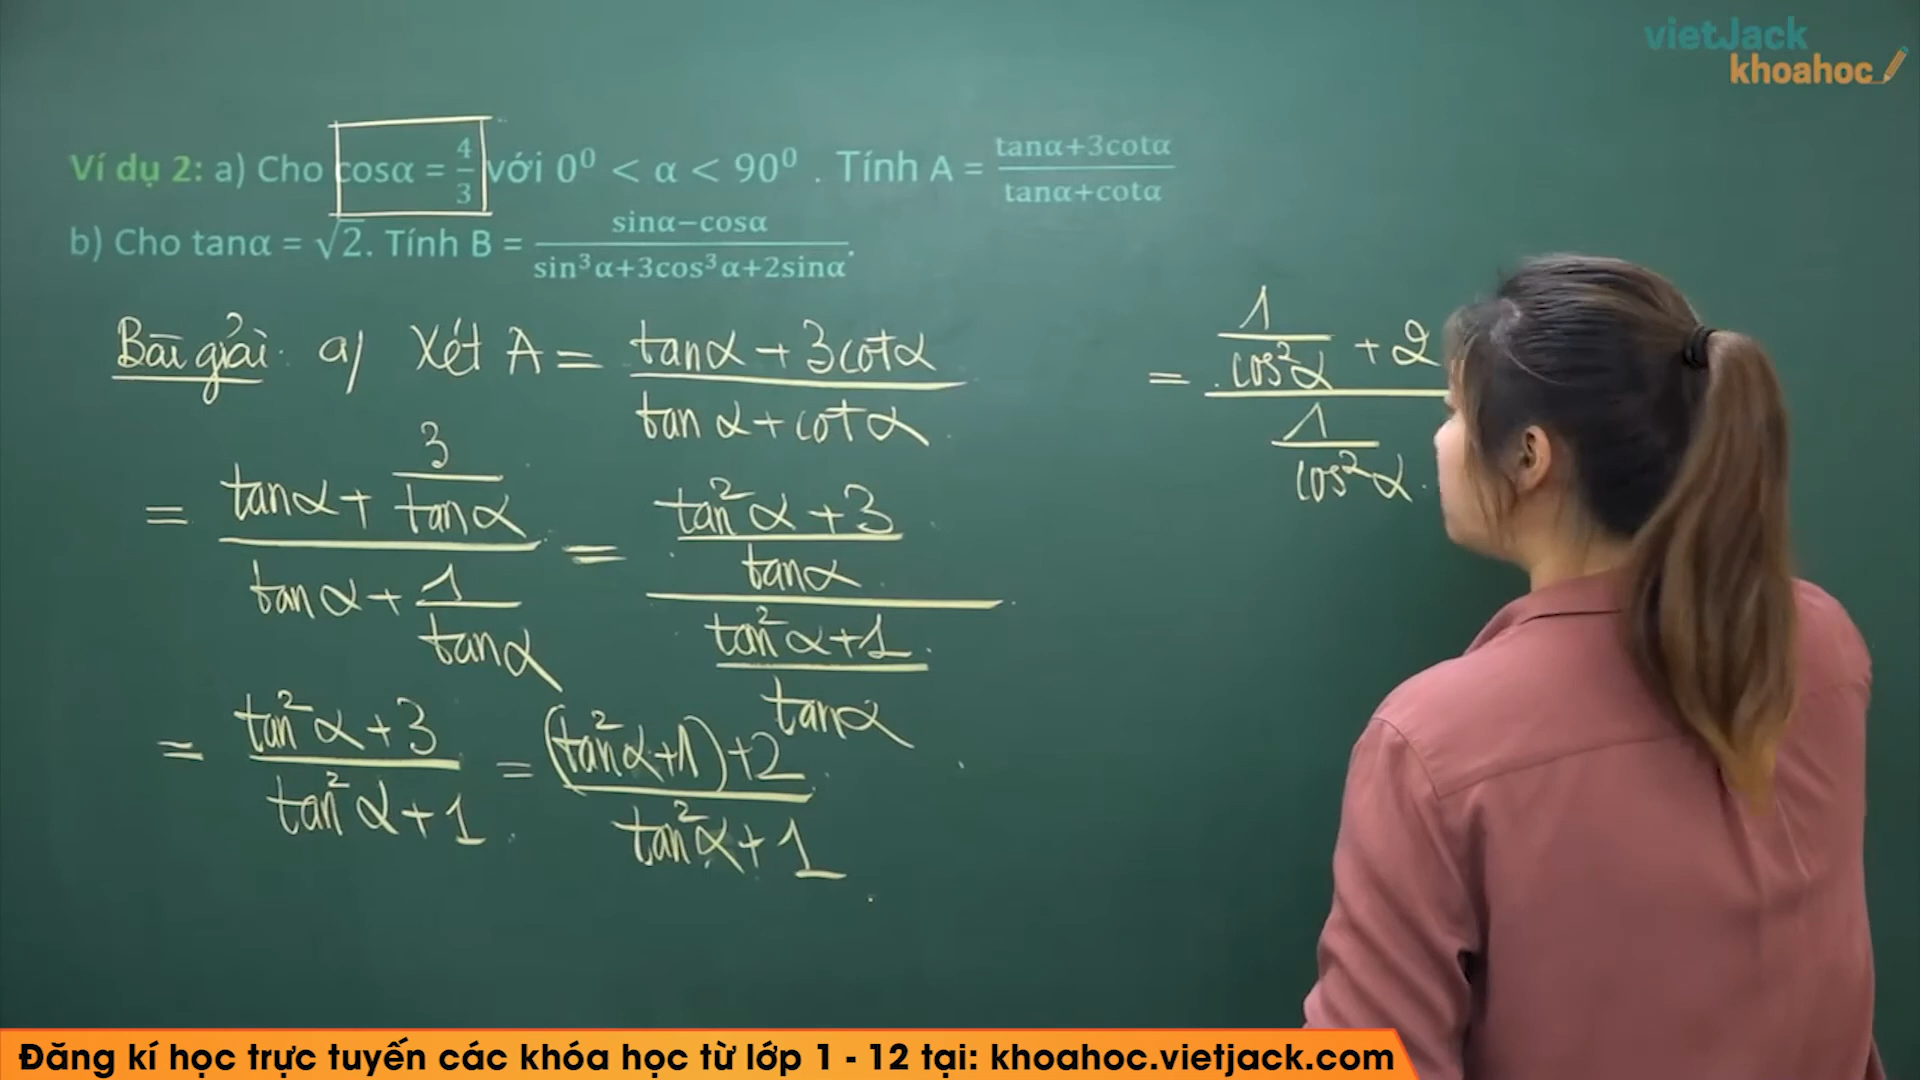 vietJack
khoahoc
Ví dụ 2: a) Cho cosα = 4/3 với 0⁰ < α < 90⁰ . Tính A = (tanα+3cotα)/(tanα+cotα)
b) Cho tanα = √2. Tính B = (sinα−cosα)/(sin³α+3cos³α+2sinα).
Bài giải: a) Xét A = (tanα + 3cotα)/(tanα + cotα)
= (tanα + 3/tanα)/(tanα + 1/tanα) = ((tan²α + 3)/tanα)/((tan²α + 1)/tanα)
= (tan²α + 3)/(tan²α + 1) = ((tan²α + 1) + 2)/(tan²α + 1)
= (1/cos²α + 2)/(1/cos²α)
Đăng kí học trực tuyến các khóa học từ lớp 1 - 12 tại: khoahoc.vietjack.com